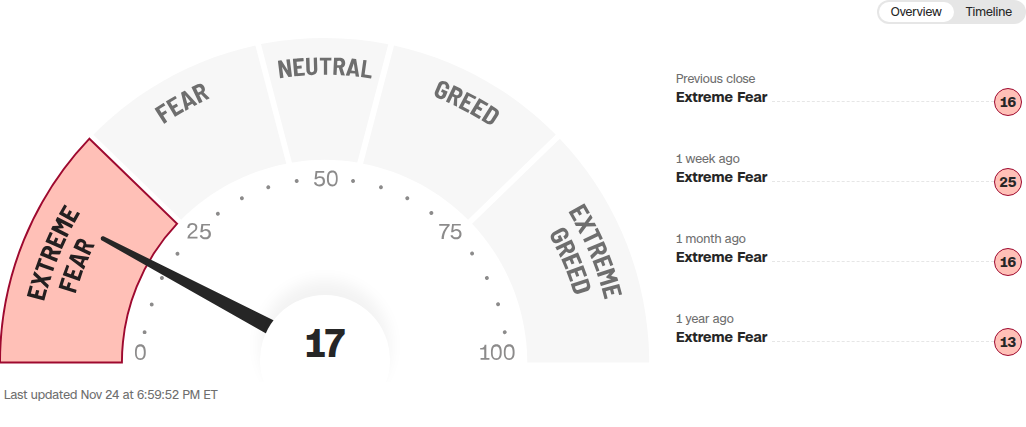 Overview
Timeline
EXTREME
FEAR
FEAR
NEUTRAL
GREED
EXTREME
GREED
0
25
50
75
100
17
Last updated Nov 24 at 6:59:52 PM ET
Previous close
Extreme Fear
16
1 week ago
Extreme Fear
25
1 month ago
Extreme Fear
16
1 year ago
Extreme Fear
13